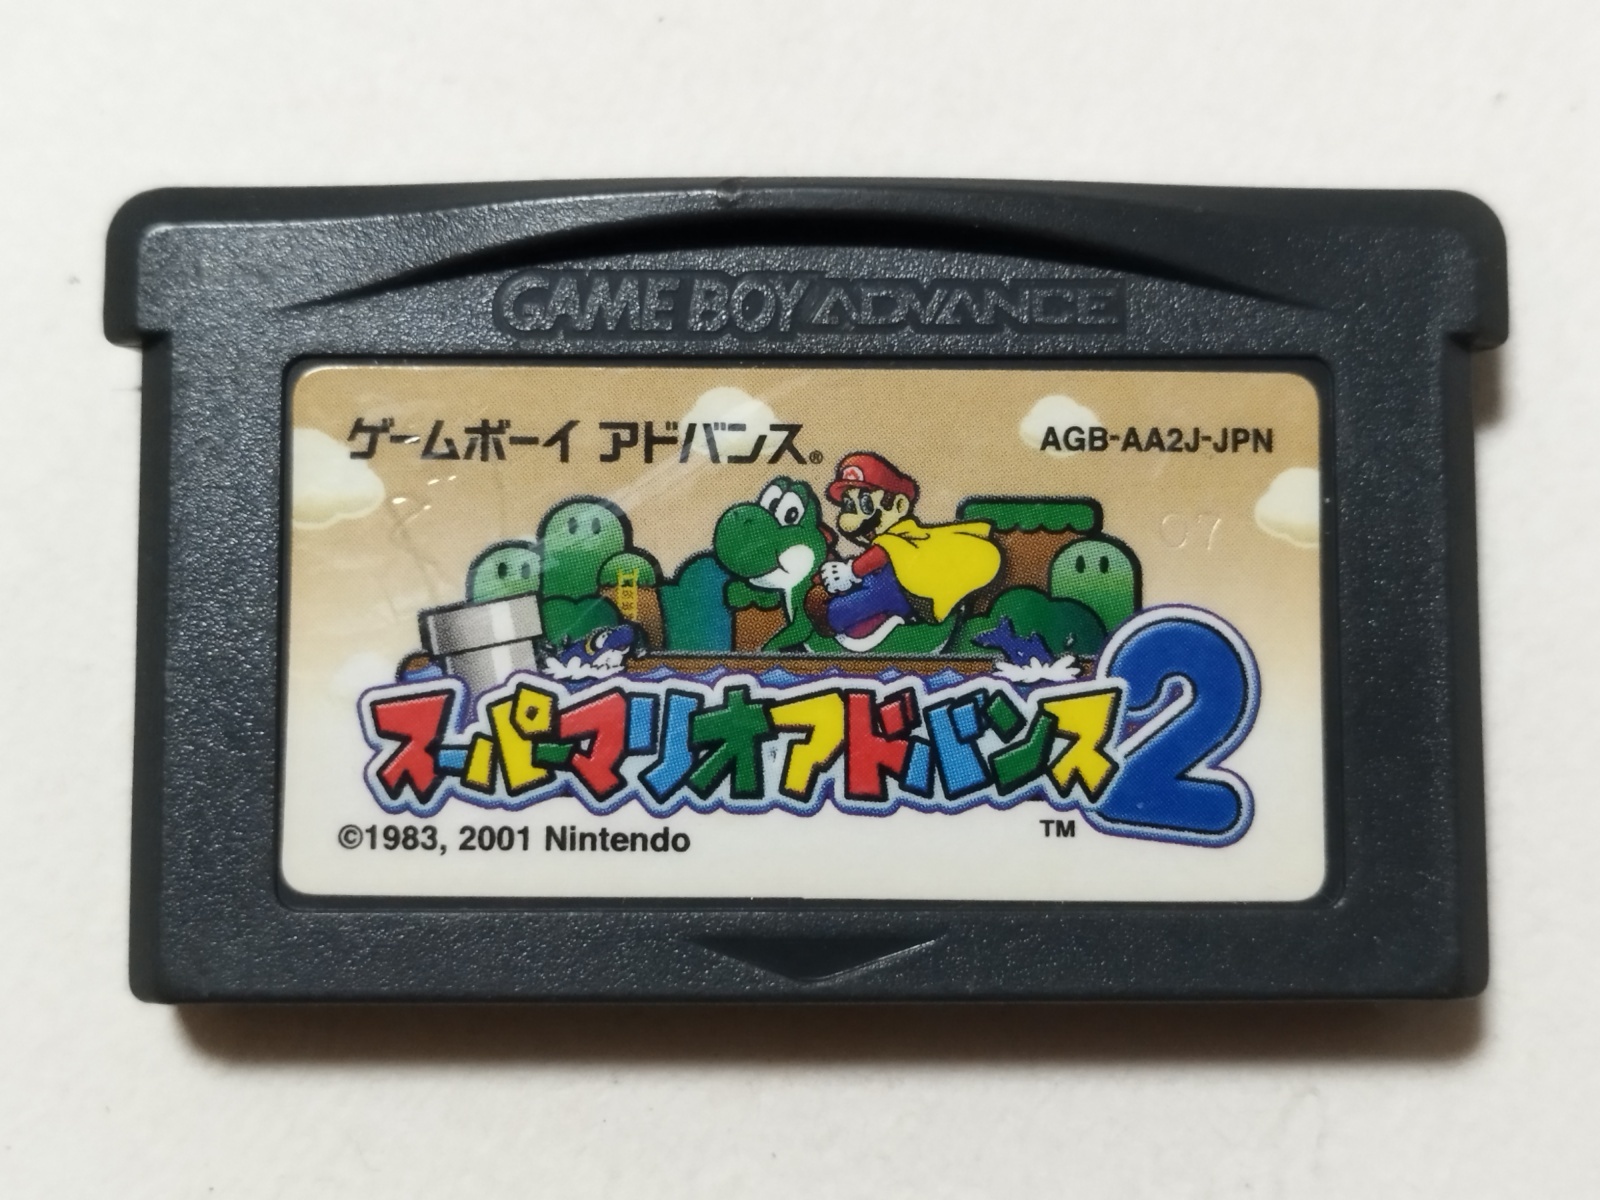 GAME BOY ADVANCE
ゲームボーイ アドバンス®
AGB-AA2J-JPN
07
スーパーマリオアドバンス2
TM
©1983, 2001 Nintendo